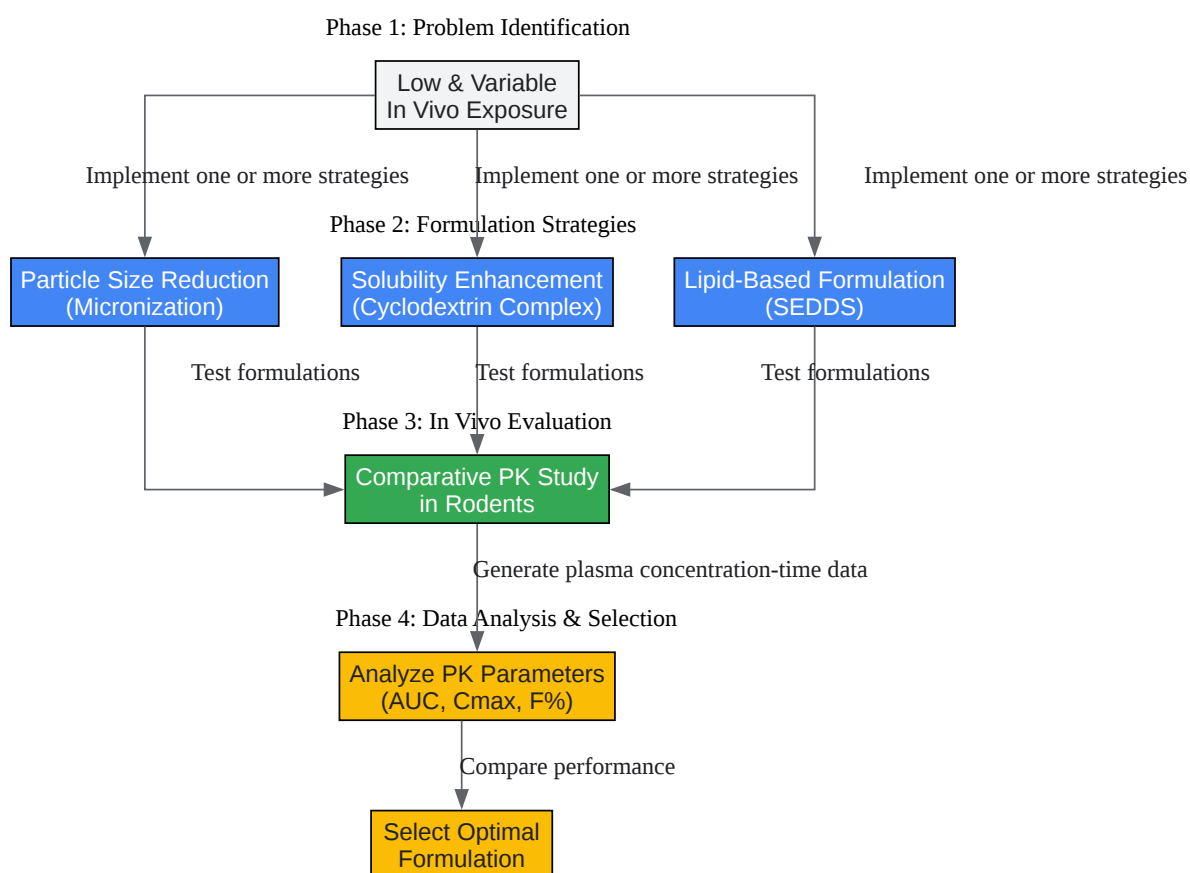 Phase 1: Problem Identification
Low & Variable
In Vivo Exposure
Implement one or more strategies
Implement one or more strategies
Implement one or more strategies
Phase 2: Formulation Strategies
Particle Size Reduction
(Micronization)
Solubility Enhancement
(Cyclodextrin Complex)
Lipid-Based Formulation
(SEDDS)
Test formulations
Test formulations
Test formulations
Phase 3: In Vivo Evaluation
Comparative PK Study
in Rodents
Generate plasma concentration-time data
Phase 4: Data Analysis & Selection
Analyze PK Parameters
(AUC, Cmax, F%)
Compare performance
Select Optimal
Formulation